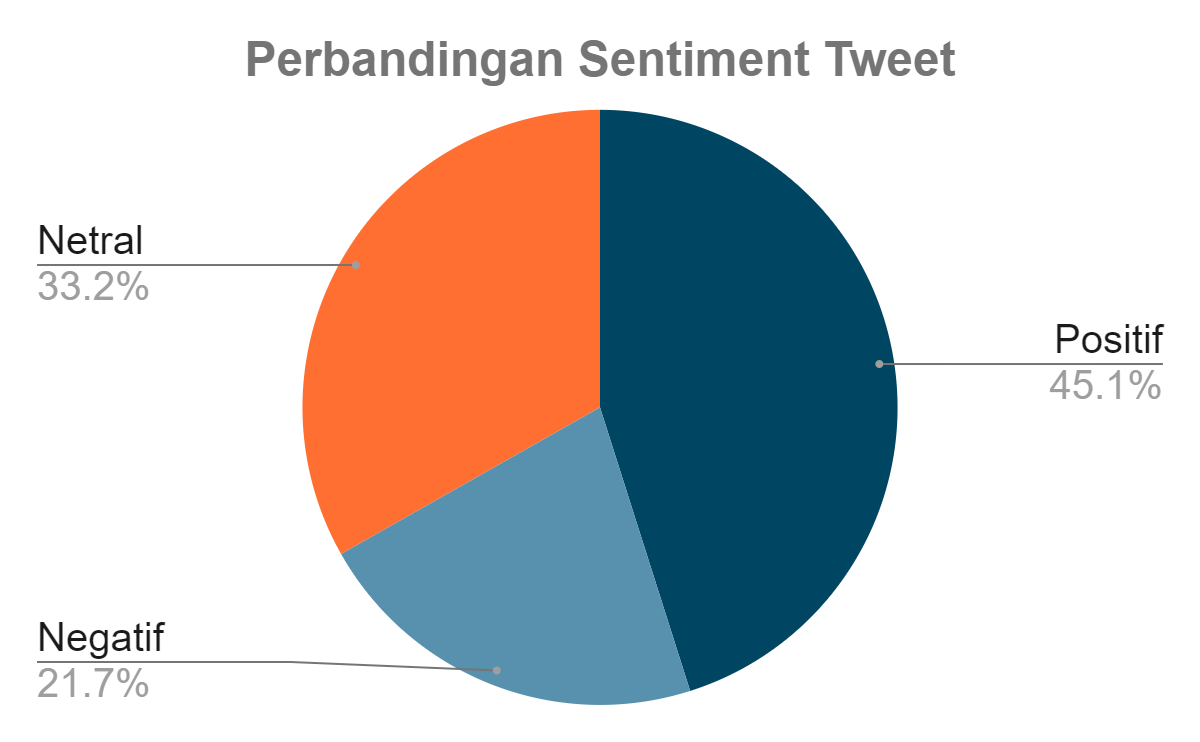 Perbandingan Sentiment Tweet
Netral
33.2%
Positif
45.1%
Negatif
21.7%